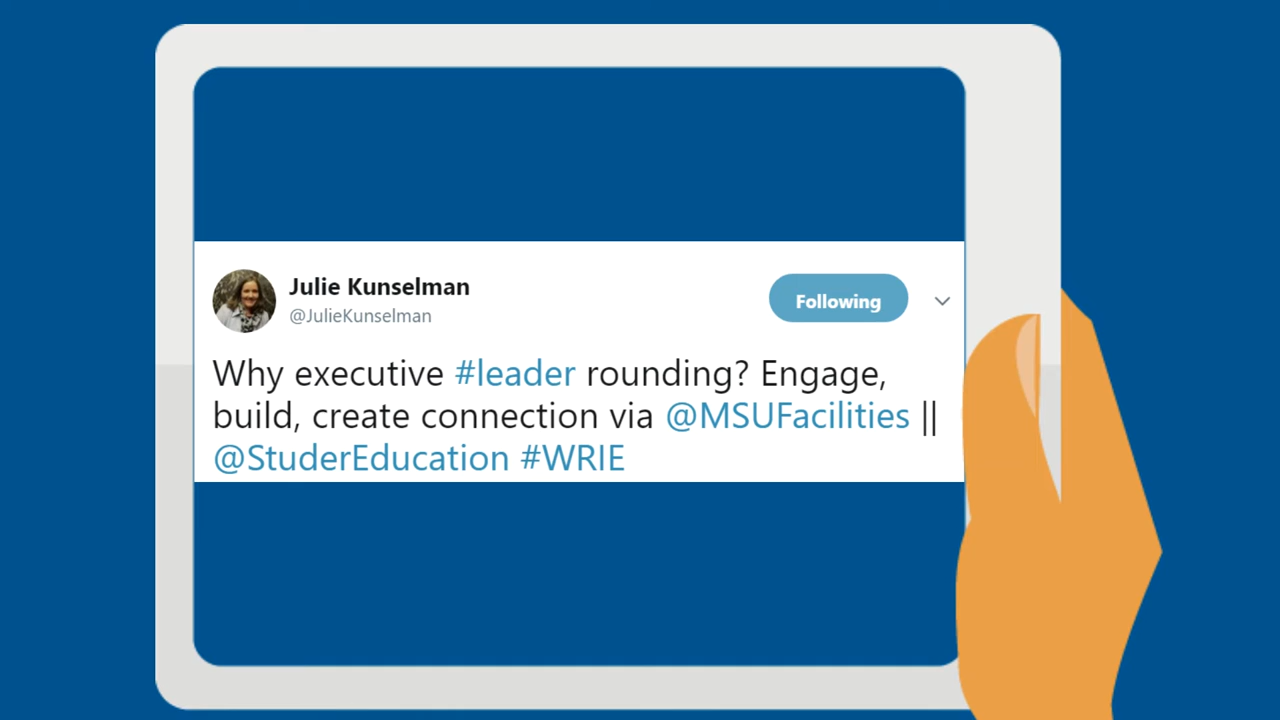 Julie Kunselman
@JulieKunselman
Following
Why executive #leader rounding? Engage,
build, create connection via @MSUFacilities ||
@StuderEducation #WRIE